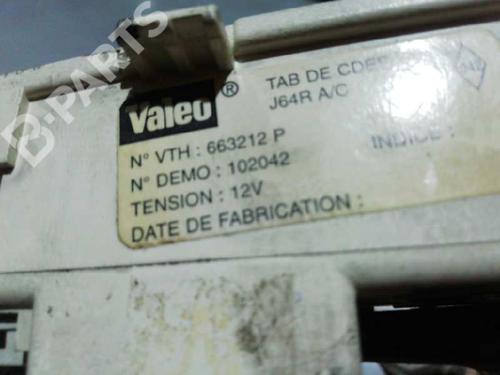 B-PARTS
Valeo ®
TAB DE CDE
J64R A/C
N° VTH : 663212 P
INDICE :
N° DEMO : 102042
TENSION : 12V
DATE DE FABRICATION :